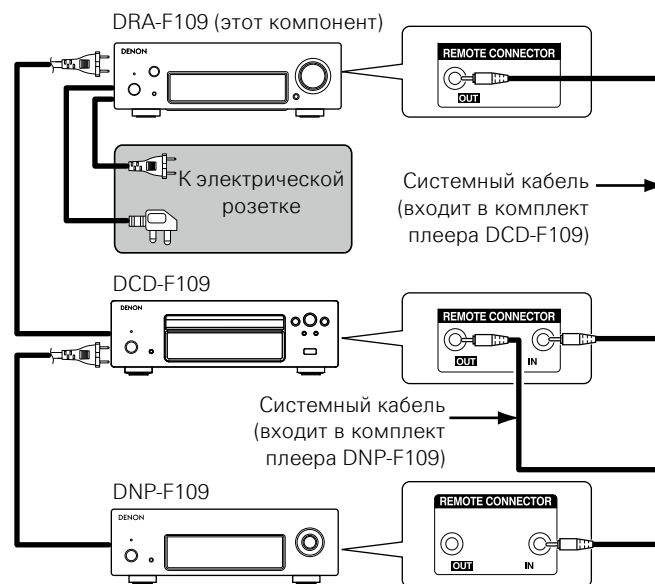 DRA-F109 (этот компонент)
DENON
REMOTE CONNECTOR
OUT
К электрической
розетке
Системный кабель
(входит в комплект
плеера DCD-F109)
DCD-F109
DENON
REMOTE CONNECTOR
OUT
IN
Системный кабель
(входит в комплект
плеера DNP-F109)
DNP-F109
DENON
REMOTE CONNECTOR
OUT
IN